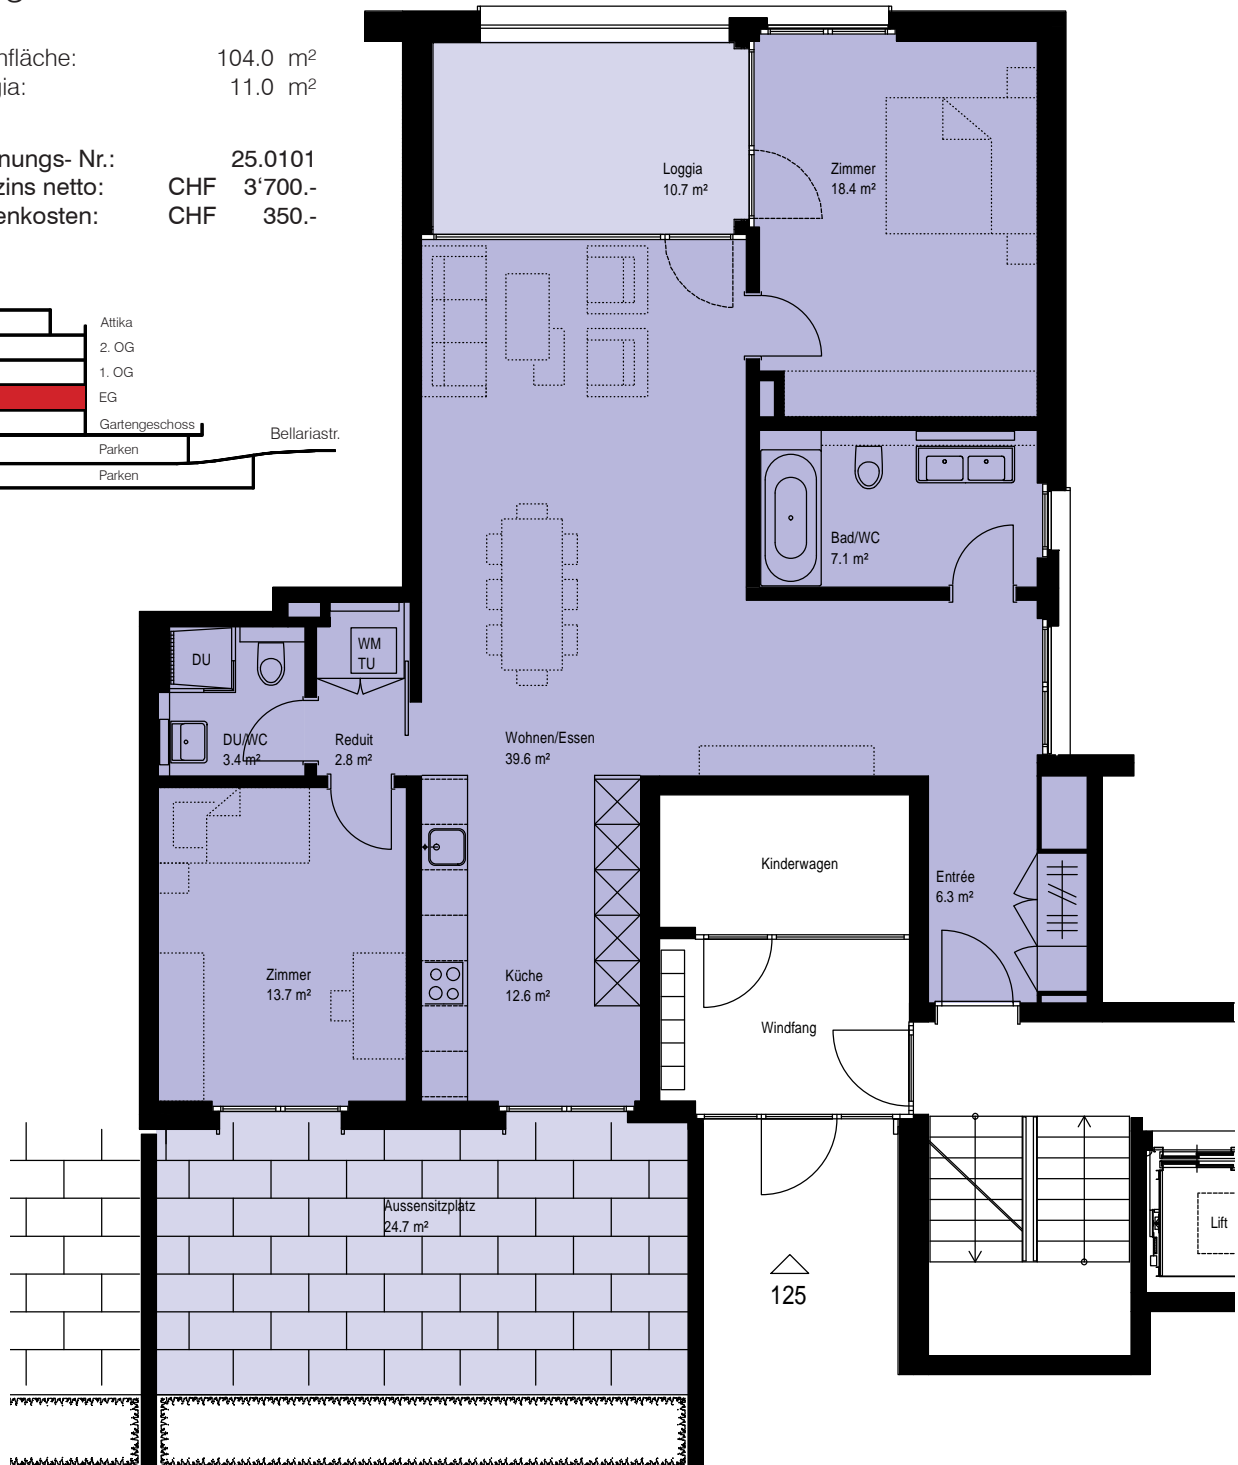 nfläche: 104.0 m²
gia: 11.0 m²
nungs- Nr.: 25.0101
zins netto: CHF 3‘700.-
enkosten: CHF 350.-
Attika
2. OG
1. OG
EG
Gartengeschoss
Parken
Parken
Bellariastr.
Loggia
10.7 m²
Zimmer
18.4 m²
Bad/WC
7.1 m²
WM
TU
DU
DU/WC
3.4 m²
Reduit
2.8 m²
Wohnen/Essen
39.6 m²
Kinderwagen
Entrée
6.3 m²
Zimmer
13.7 m²
Küche
12.6 m²
Windfang
Aussensitzplatz
24.7 m²
Lift
125